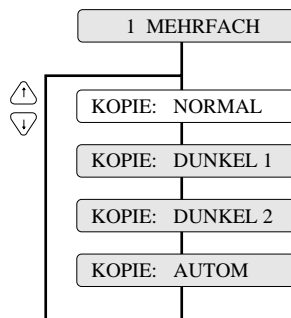 1 MEHRFACH
KOPIE: NORMAL
KOPIE: DUNKEL 1
KOPIE: DUNKEL 2
KOPIE: AUTOM